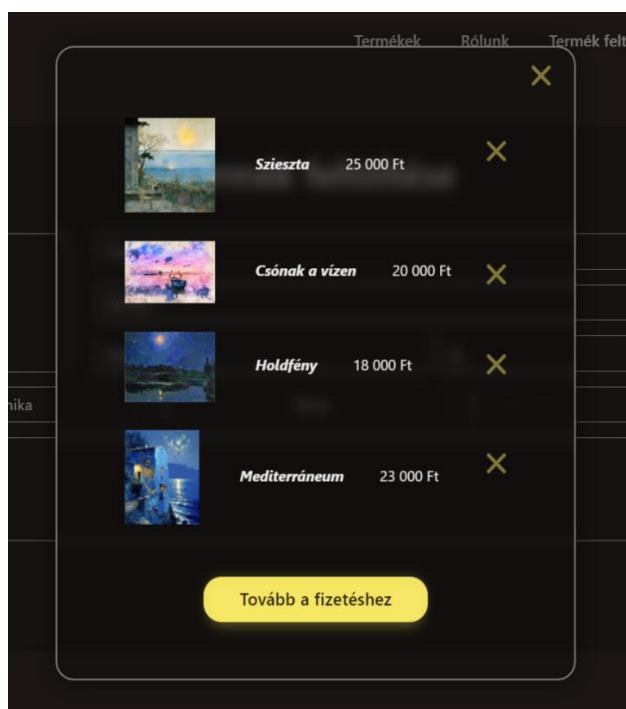 Termékek Rólunk Termék felt
Szieszta 25 000 Ft
Csónak a vízen 20 000 Ft
Holdfény 18 000 Ft
nika
Mediterráneum 23 000 Ft
Tovább a fizetéshez